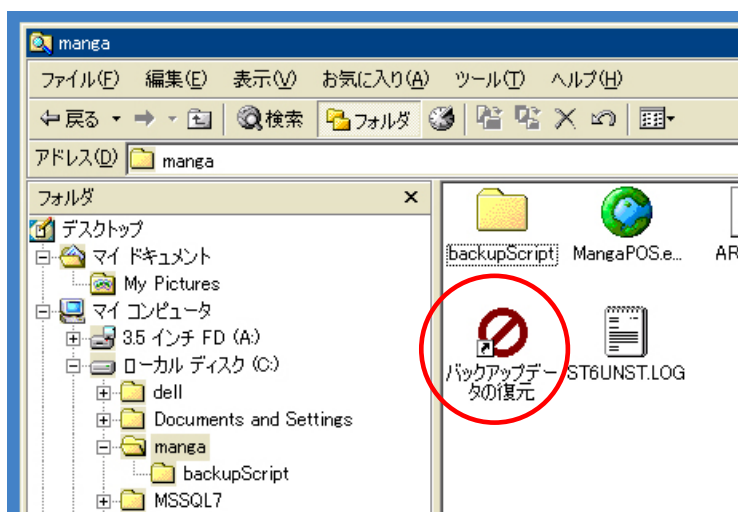 manga
ファイル(F) 編集(E) 表示(V) お気に入り(A) ツール(T) ヘルプ(H)
戻る 検索 フォルダ
アドレス(D) manga
フォルダ
デスクトップ
マイ ドキュメント
My Pictures
マイ コンピュータ
3.5 インチ FD (A:)
ローカル ディスク (C:)
dell
Documents and Settings
manga
backupScript
MSSQL7
backupScript MangaPOS.e... AR
バックアップデー
タの復元
ST6UNST.LOG